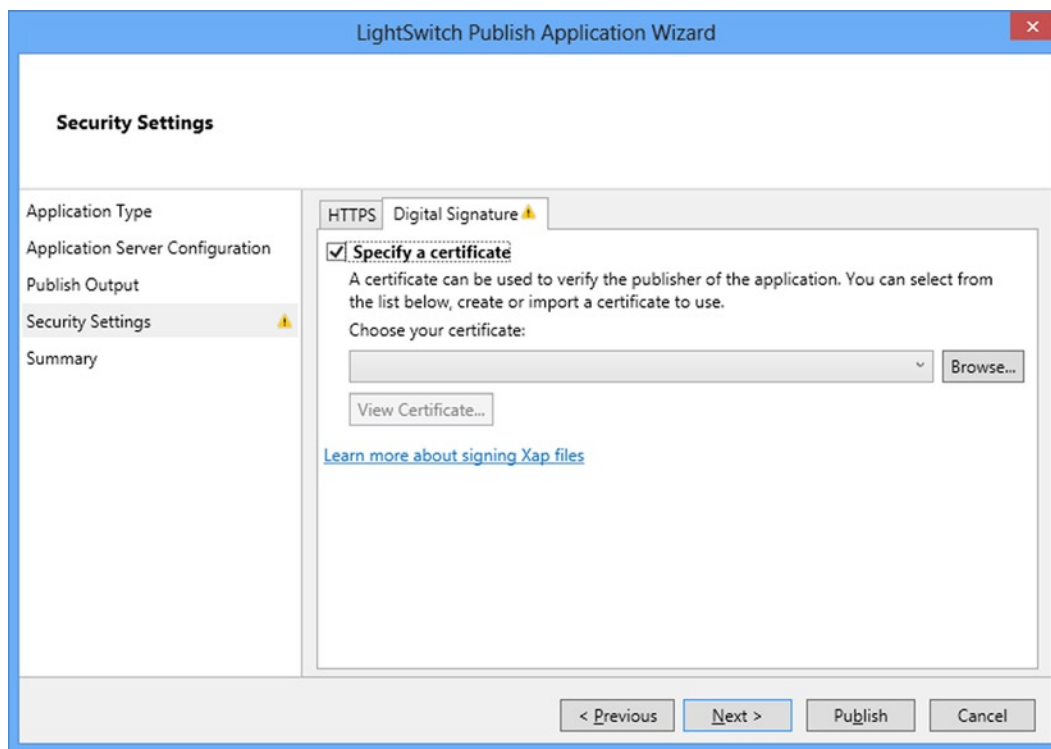 LightSwitch Publish Application Wizard
Security Settings
Application Type
Application Server Configuration
Publish Output
Security Settings
Summary
HTTPS
Digital Signature
Specify a certificate
A certificate can be used to verify the publisher of the application. You can select from
the list below, create or import a certificate to use.
Choose your certificate:
Browse...
View Certificate...
Learn more about signing Xap files
< Previous
Next >
Publish
Cancel